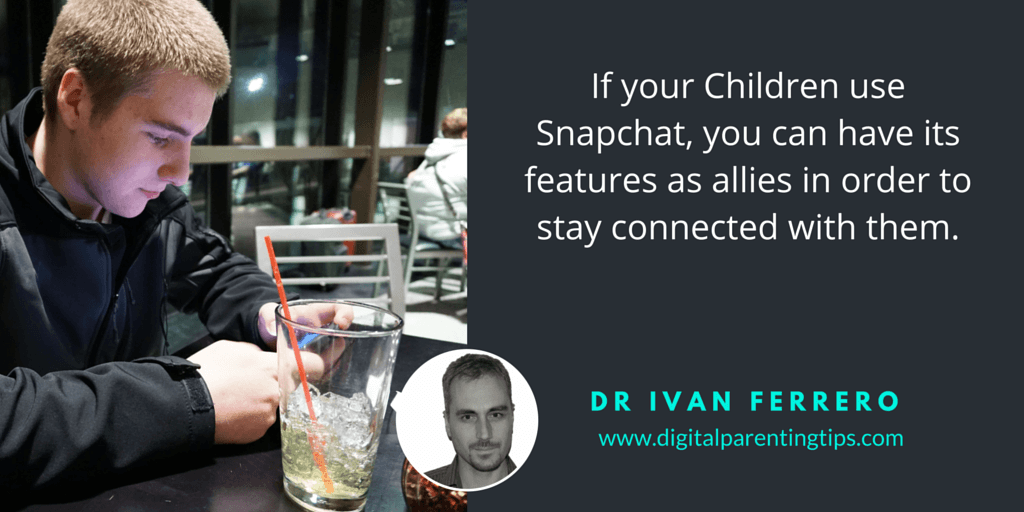 If your Children use
Snapchat, you can have its
features as allies in order to
stay connected with them.
DR IVAN FERRERO
www.digitalparentingtips.com